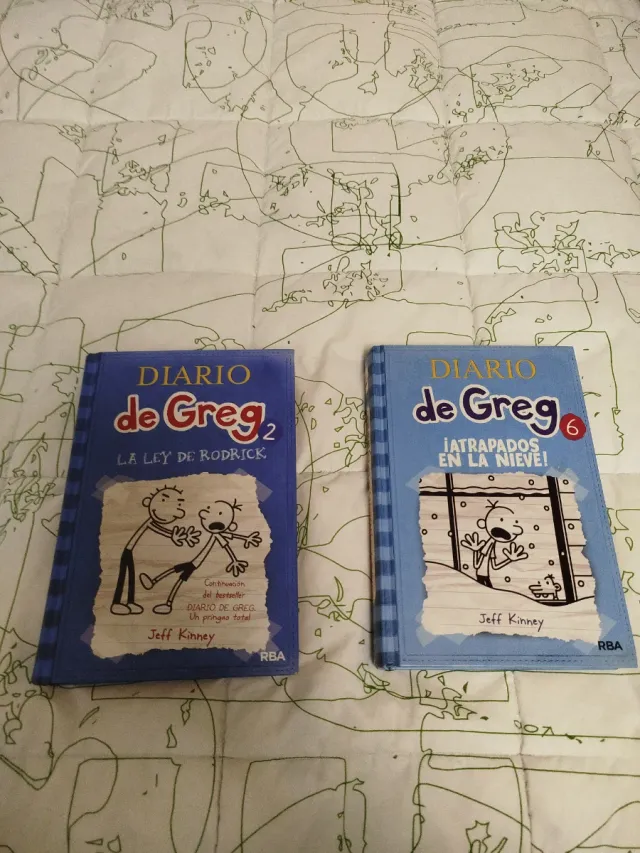 DIARIO
de Greg 2
LA LEY DE RODRICK
Continuación
del bestseller
DIARIO DE GREG.
Un pringao total
Jeff Kinney
RBA
DIARIO
de Greg 6
¡ATRAPADOS
EN LA NIEVE!
Jeff Kinney
RBA